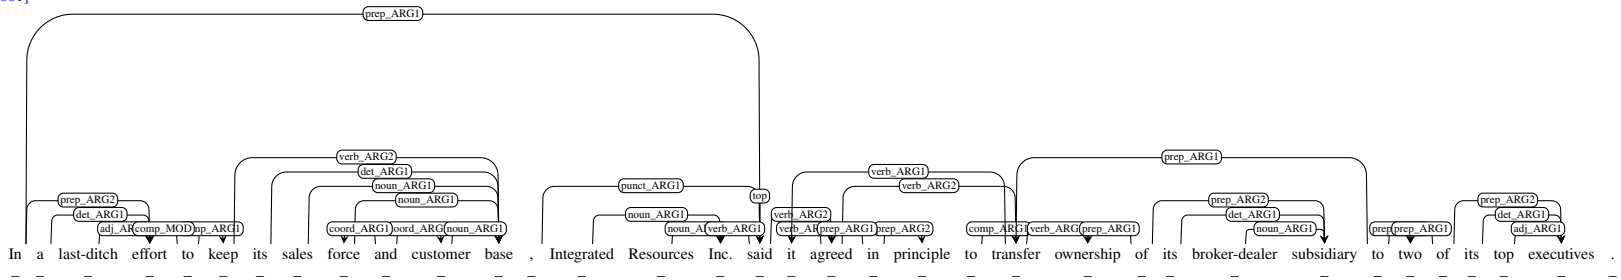 prep_ARG1
verb_ARG2 prep_ARG1
det_ARG1 verb_ARG1
noun_ARG1 punct_ARG1 verb_ARG2
prep_ARG2 noun_ARG1 top prep_ARG2 prep_ARG2
det_ARG1 noun_ARG1 verb_ARG2 det_ARG1 det_ARG1
comp_MOD coord_ARG1 noun_ARG1 verb_ARG1 prep_ARG1 prep_ARG2 comp_ARG1 prep_ARG1 noun_ARG1 prep_ARG1 adj_ARG1
In a last-ditch effort to keep its sales force and customer base , Integrated Resources Inc. said it agreed in principle to transfer ownership of its broker-dealer subsidiary to two of its top executives .